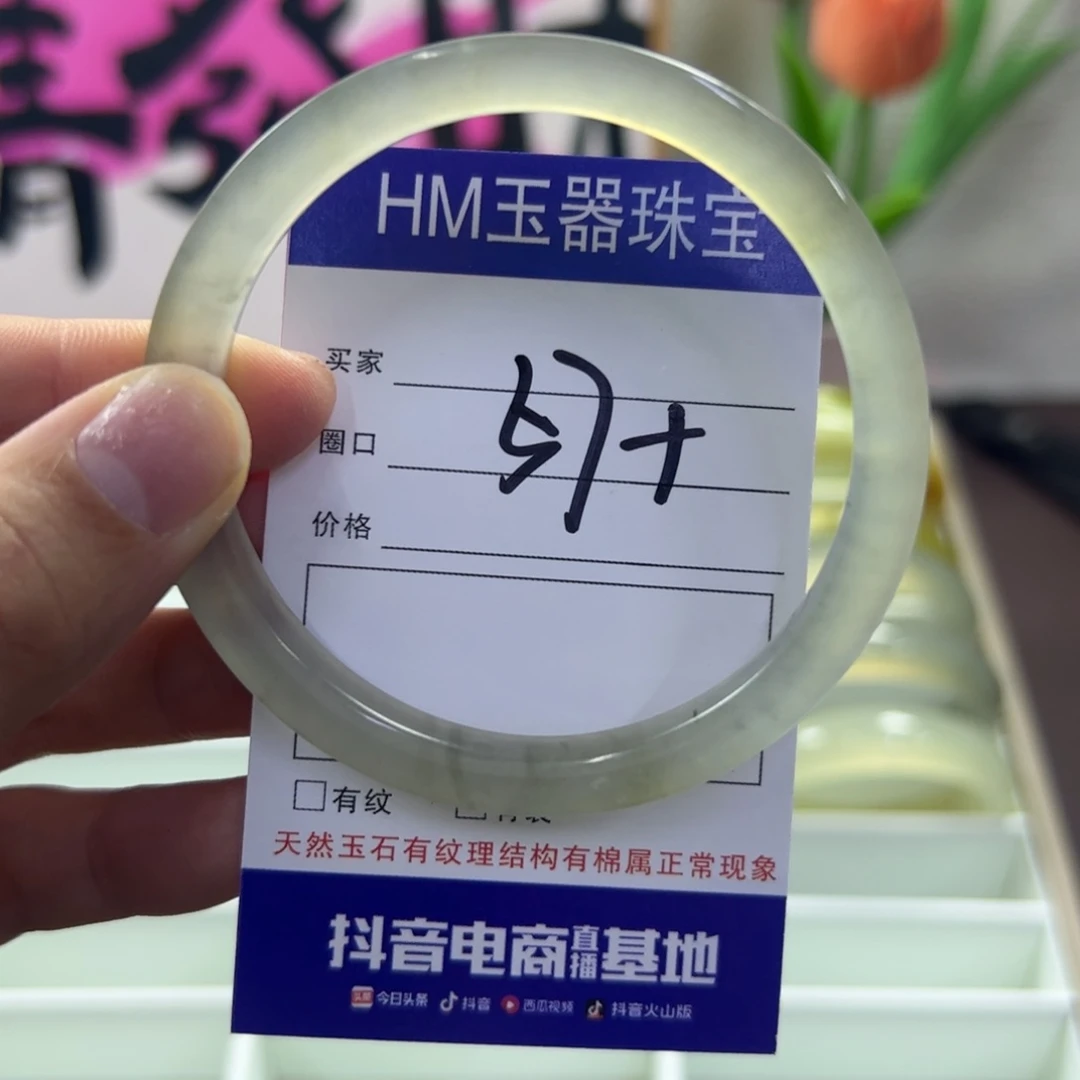 HM玉器珠宝
买家
57+
圈口
价格
有纹
天然玉石有纹理结构有棉属正常现象
抖音电商直播基地
头条 今日头条 抖音 西瓜视频 抖音火山版